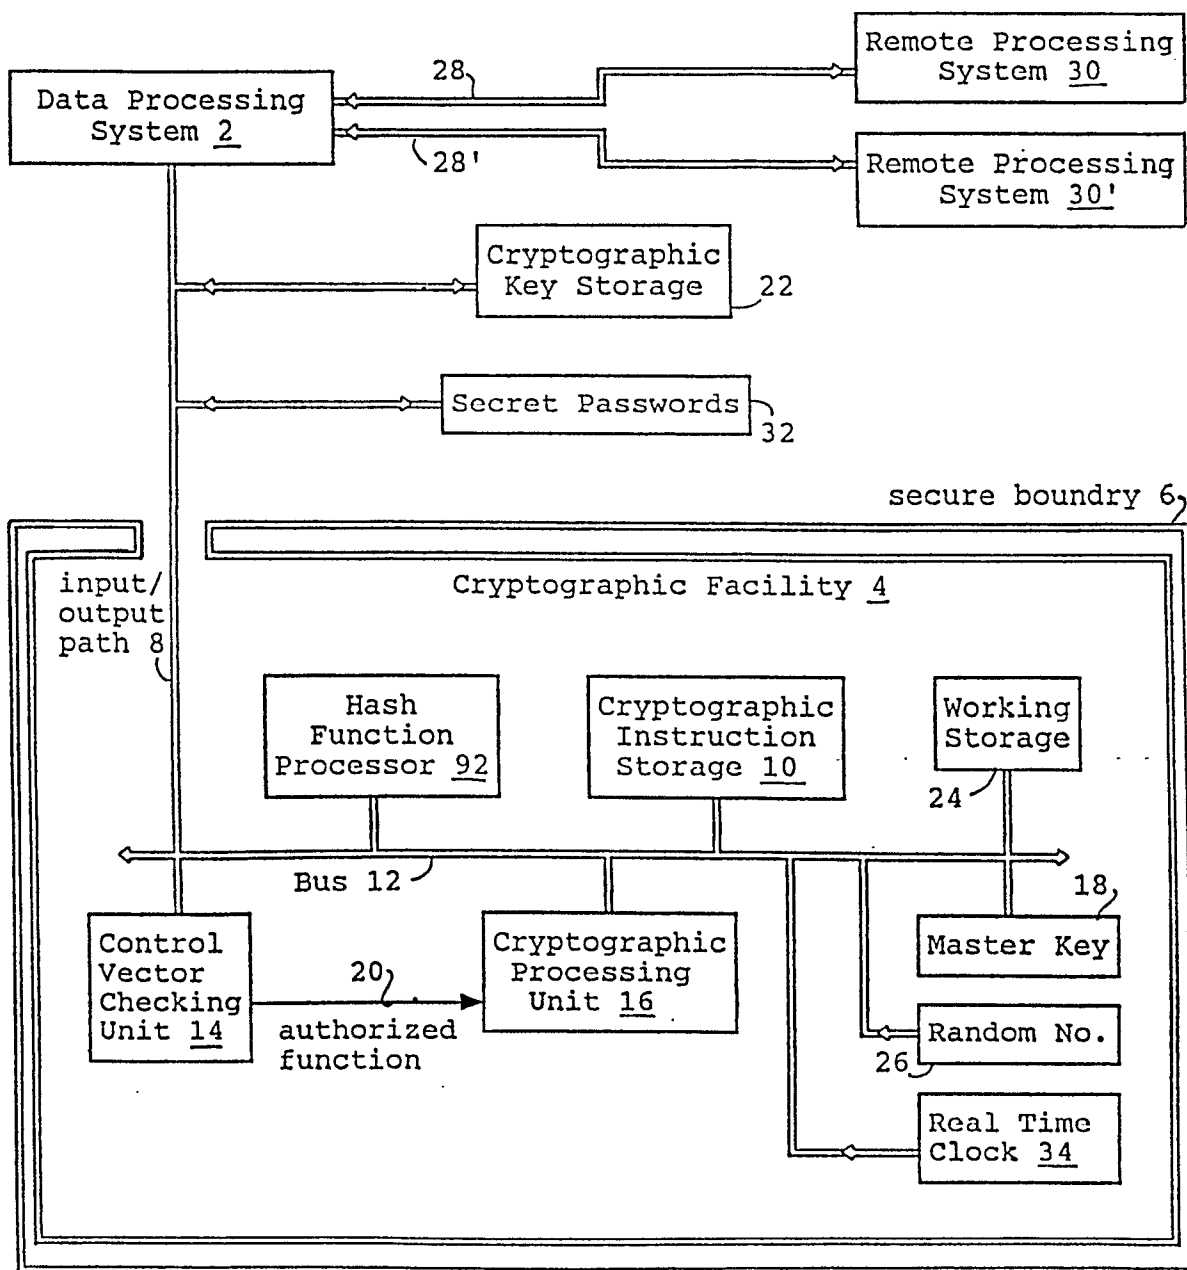 Remote Processing
System 30
28
Data Processing
System 2
28'
Remote Processing
System 30'
Cryptographic
Key Storage
22
Secret Passwords
32
secure boundry 6
input/
output
path 8
Cryptographic Facility 4
Hash
Function
Processor 92
Cryptographic
Instruction
Storage 10
Working
Storage
24
Bus 12
18
Control
Vector
Checking
Unit 14
20
authorized
function
Cryptographic
Processing
Unit 16
Master Key
Random No.
26
Real Time
Clock 34